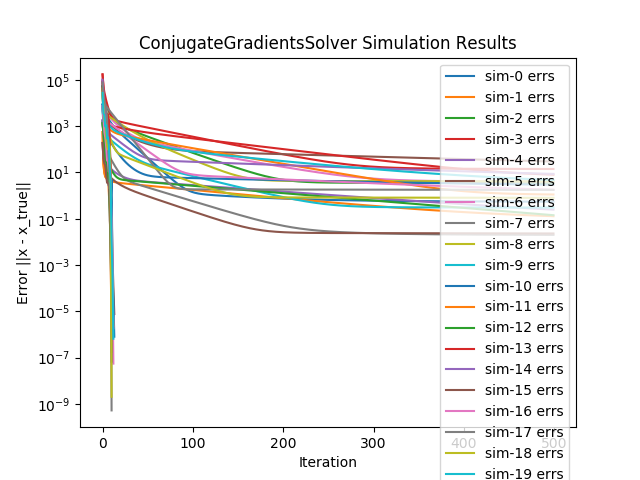 ConjugateGradientsSolver Simulation Results
Error ||x - x_true||
10^5
10^3
10^1
10^-1
10^-3
10^-5
10^-7
10^-9
0 100 200 300 400 500
Iteration
sim-0 errs
sim-1 errs
sim-2 errs
sim-3 errs
sim-4 errs
sim-5 errs
sim-6 errs
sim-7 errs
sim-8 errs
sim-9 errs
sim-10 errs
sim-11 errs
sim-12 errs
sim-13 errs
sim-14 errs
sim-15 errs
sim-16 errs
sim-17 errs
sim-18 errs
sim-19 errs